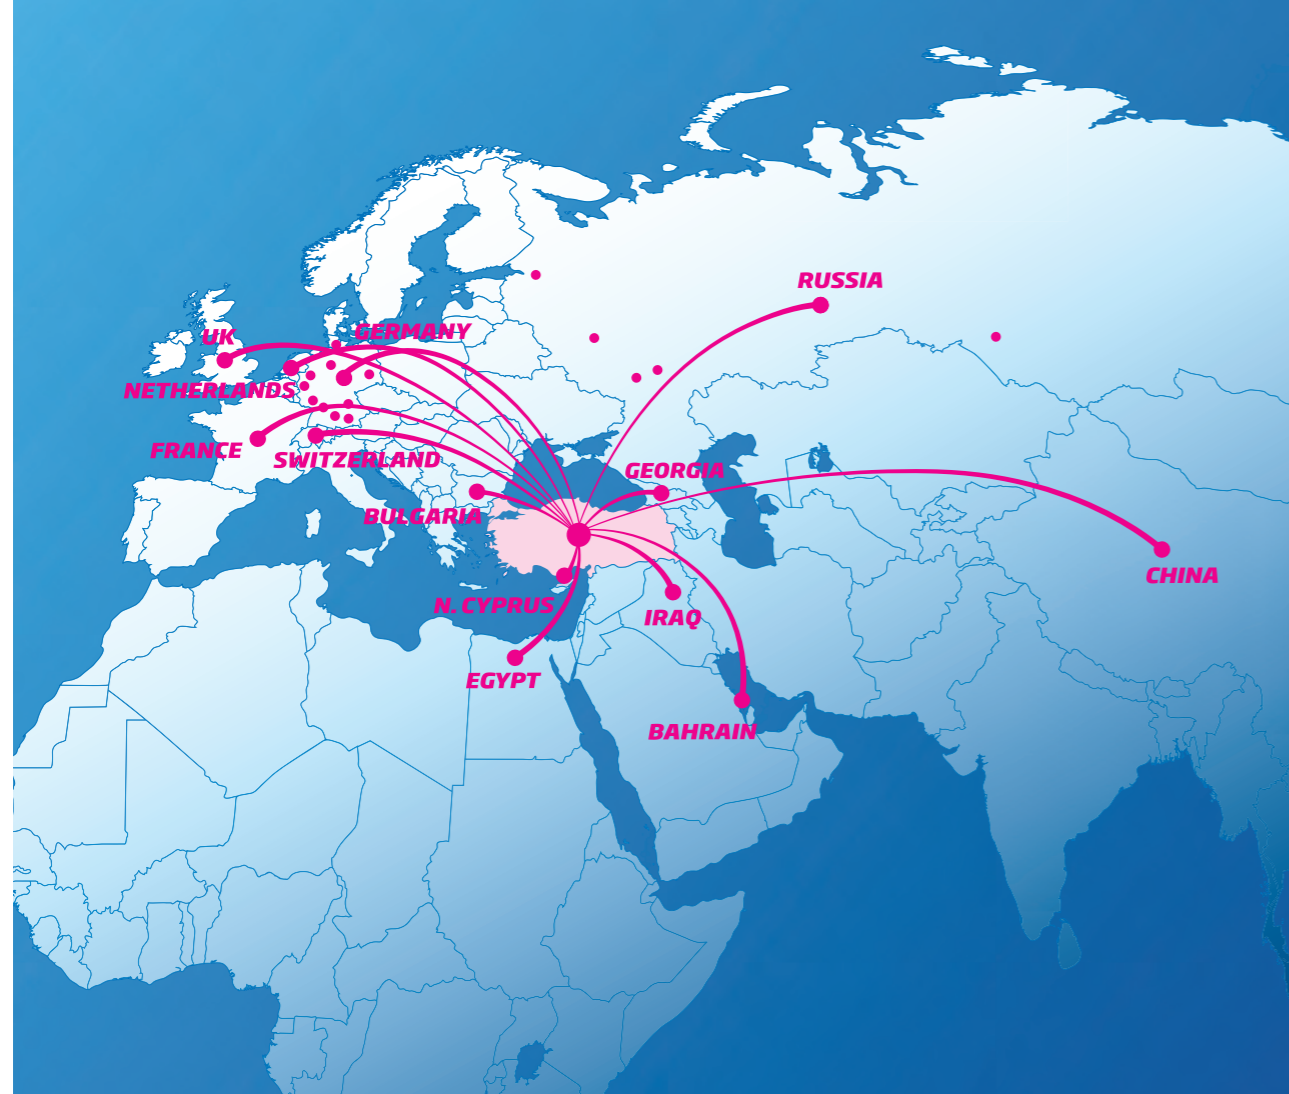 RUSSIA
UK
GERMANY
NETHERLANDS
FRANCE
SWITZERLAND
GEORGIA
BULGARIA
CHINA
N. CYPRUS
IRAQ
EGYPT
BAHRAIN